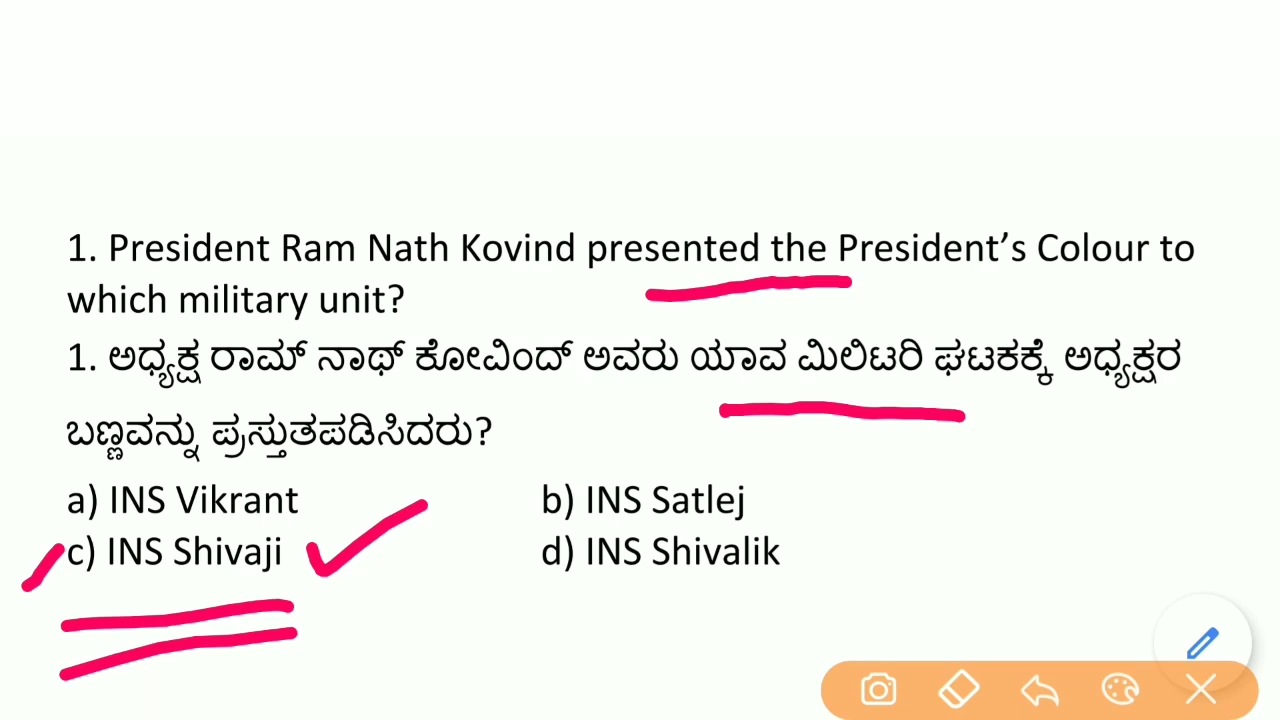 1. President Ram Nath Kovind presented the President’s Colour to
which military unit?
1. ಅಧ್ಯಕ್ಷ ರಾಮ್ ನಾಥ್ ಕೋವಿಂದ್ ಅವರು ಯಾವ ಮಿಲಿಟರಿ ಘಟಕಕ್ಕೆ ಅಧ್ಯಕ್ಷರ
ಬಣ್ಣವನ್ನು ಪ್ರಸ್ತುತಪಡಿಸಿದರು?
a) INS Vikrant b) INS Satlej
c) INS Shivaji d) INS Shivalik